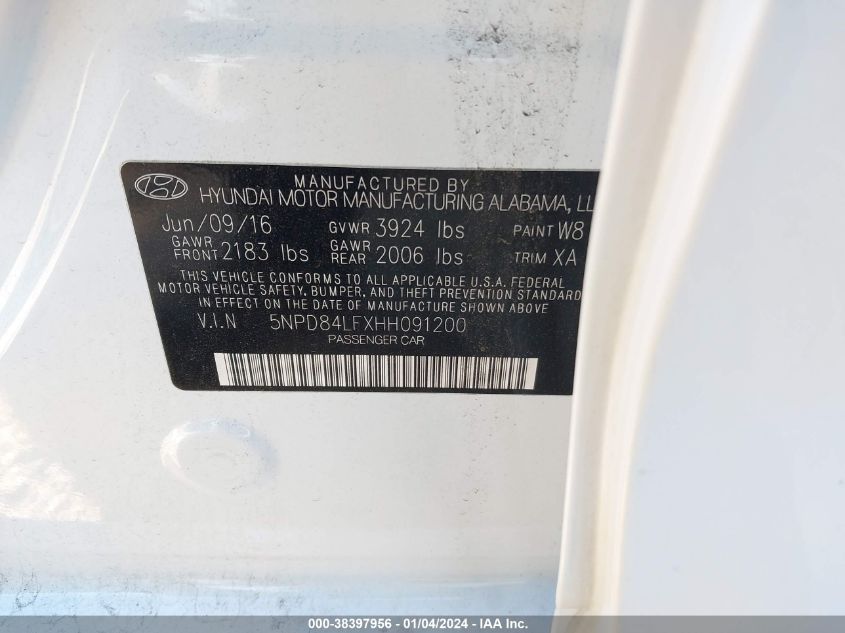 MANUFACTURED BY
HYUNDAI MOTOR MANUFACTURING ALABAMA,
Jun/09/16 GVWR 3924 lbs PAINT W8
GAWR FRONT 2183 lbs GAWR REAR 2006 lbs TRIM XA
THIS VEHICLE CONFORMS TO ALL APPLICABLE U.S.A. FEDERAL
MOTOR VEHICLE SAFETY, BUMPER, AND THEFT PREVENTION STANDARDS
IN EFFECT ON THE DATE OF MANUFACTURE SHOWN ABOVE
V.I.N 5NPD84LFXHH091200
PASSENGER CAR
000-38397956 - 01/04/2024 - IAA Inc.